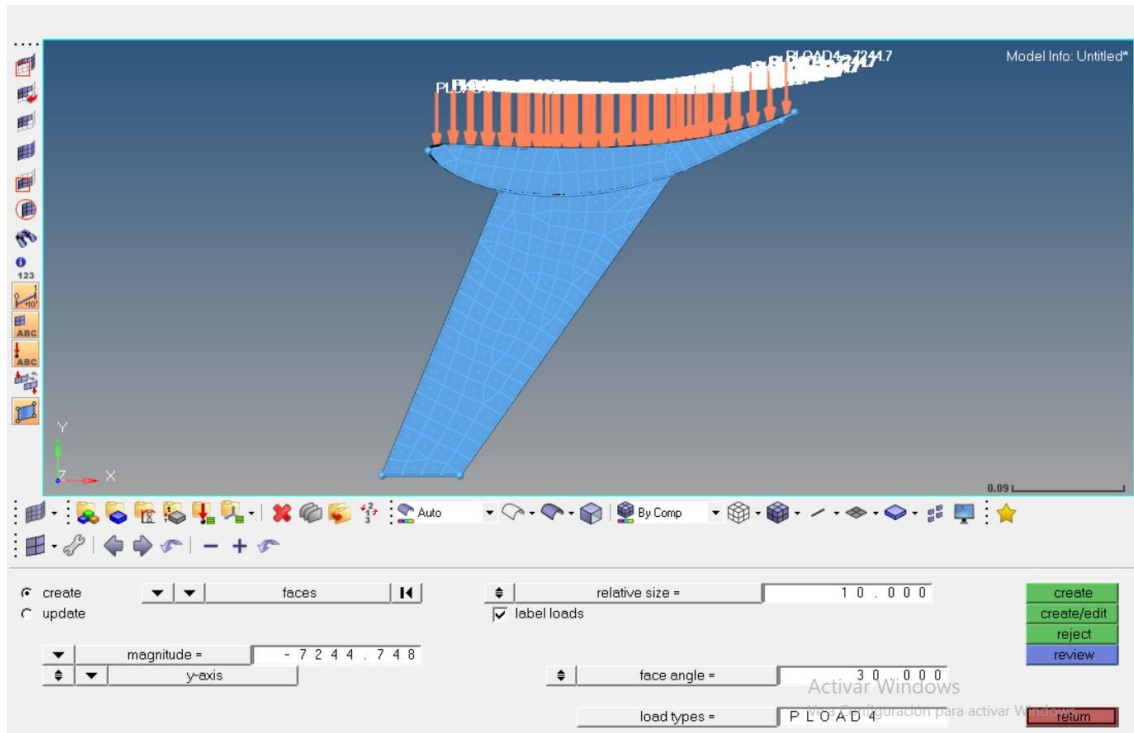 Model Info: Untitled*
PLOAD4 -7244.7
123
ABC
ABC
Y
Z X
0.09
Auto
By Comp
create faces relative size = 10.000 create
update label loads create/edit
reject
magnitude = -7244.748 review
y-axis face angle = 30.000
Activar Windows
load types = PLOAD4 return